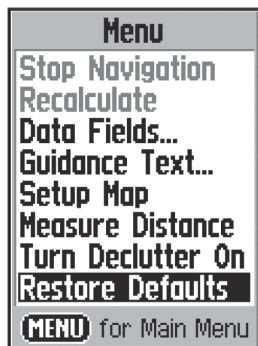 Menu
Stop Navigation
Recalculate
Data Fields...
Guidance Text...
Setup Map
Measure Distance
Turn Declutter On
Restore Defaults
MENU for Main Menu